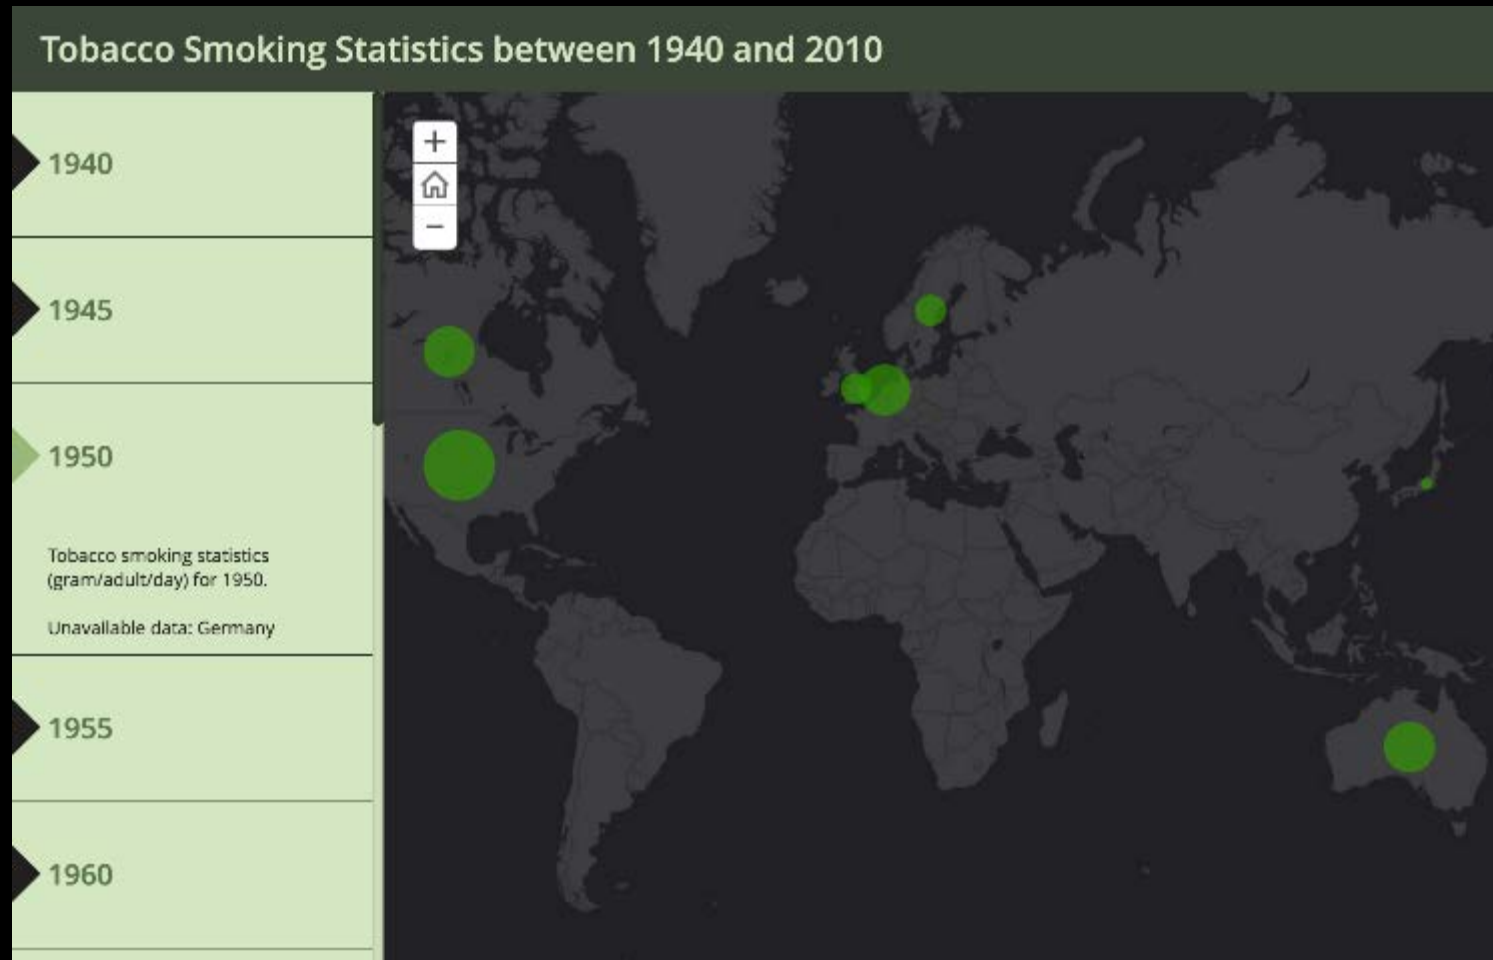 Tobacco Smoking Statistics between 1940 and 2010
1940
1945
1950
Tobacco smoking statistics
(gram/adult/day) for 1950.
Unavailable data: Germany
1955
1960
+
−